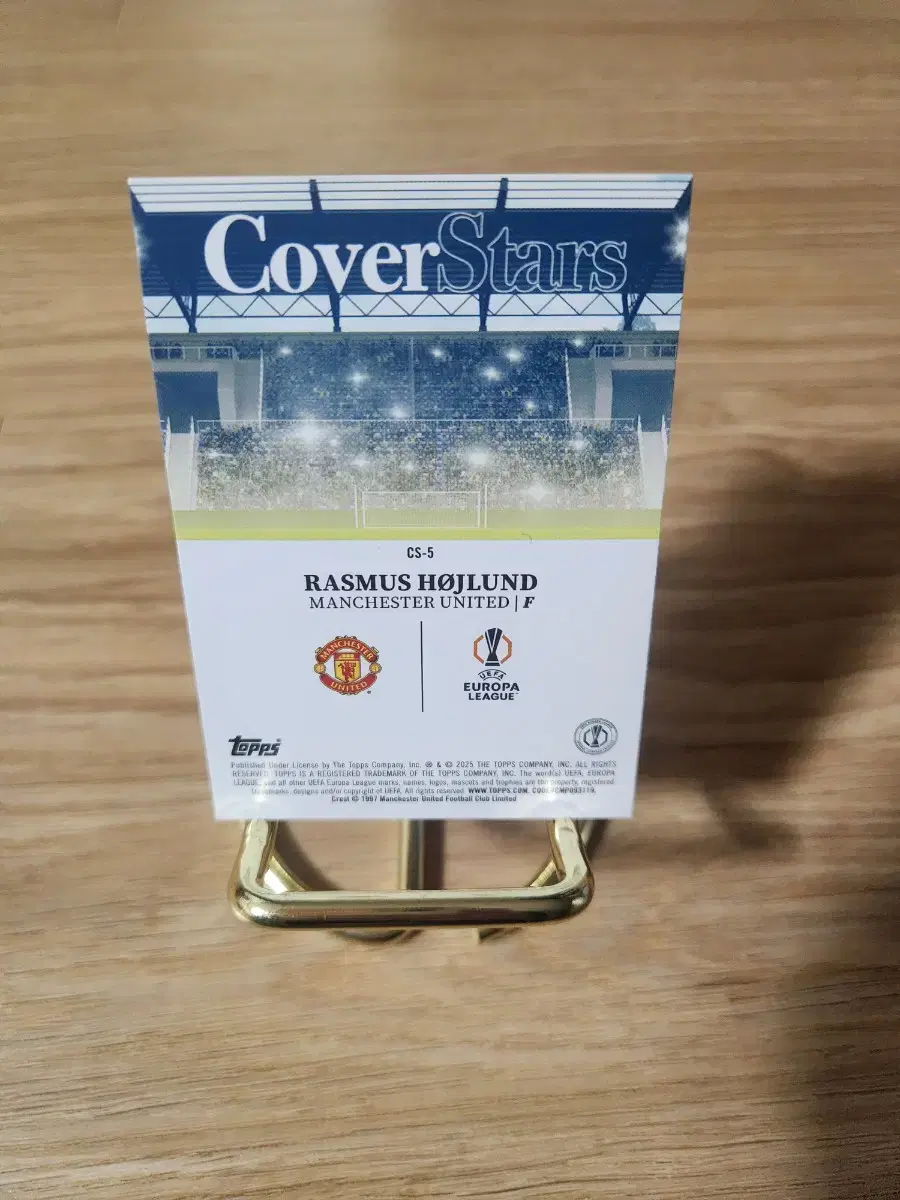 CoverStars
CS-5
RASMUS HØJLUND
MANCHESTER UNITED | F
MANCHESTER
UNITED
UEFA
EUROPA
LEAGUE
topps
Published Under License by The Topps Company, Inc. ® & © 2025 THE TOPPS COMPANY, INC. ALL RIGHTS
RESERVED. TOPPS IS A REGISTERED TRADEMARK OF THE TOPPS COMPANY, INC. The word(s) UEFA, EUROPA
LEAGUE and all other UEFA Europa League marks, names, logos, mascots and trophies are the property, registered
trademarks, designs and/or copyright of UEFA. All rights reserved. WWW.TOPPS.COM. CODE#CMP093719.
Crest © 1997 Manchester United Football Club Limited